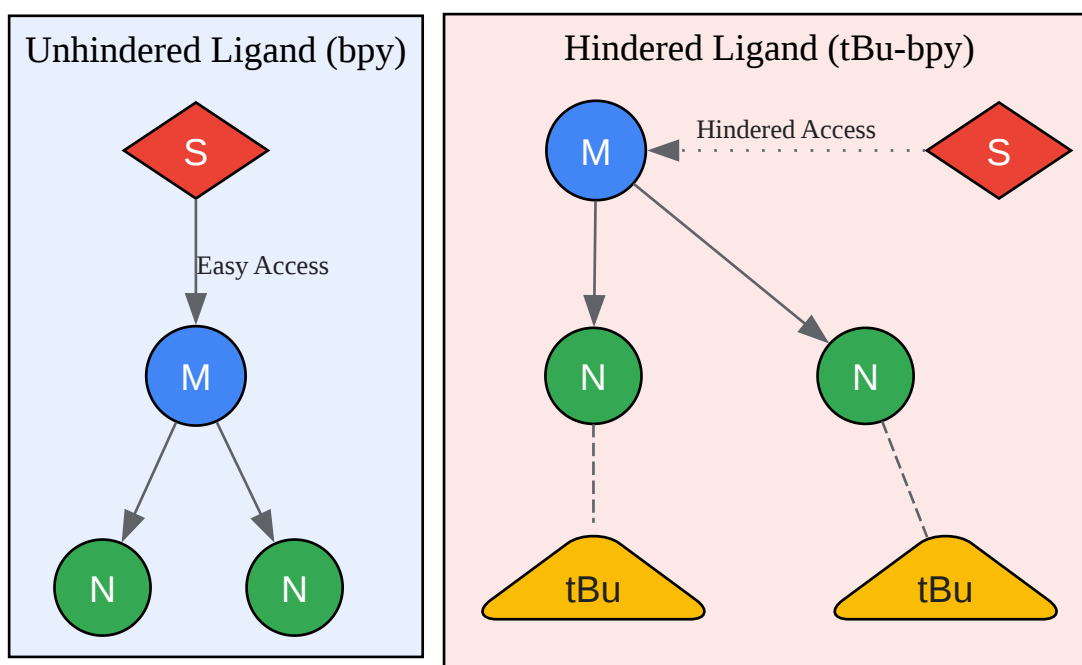 Unhindered Ligand (bpy)
S
Easy Access
M
N
N
Hindered Ligand (tBu-bpy)
M
Hindered Access
S
N
N
tBu
tBu